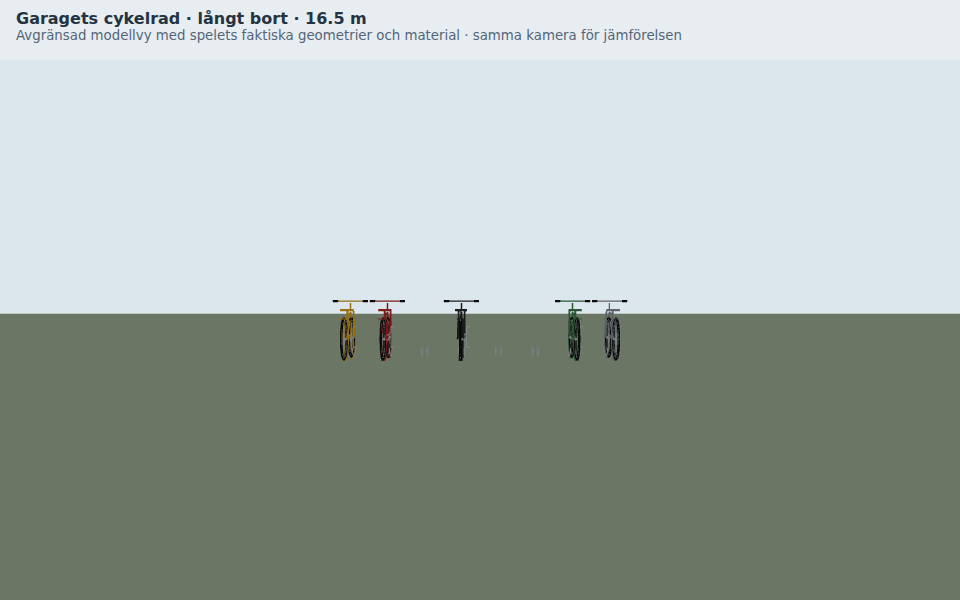 Garagets cykelrad · långt bort · 16.5 m
Avgränsad modellvy med spelets faktiska geometrier och material · samma kamera för jämförelsen